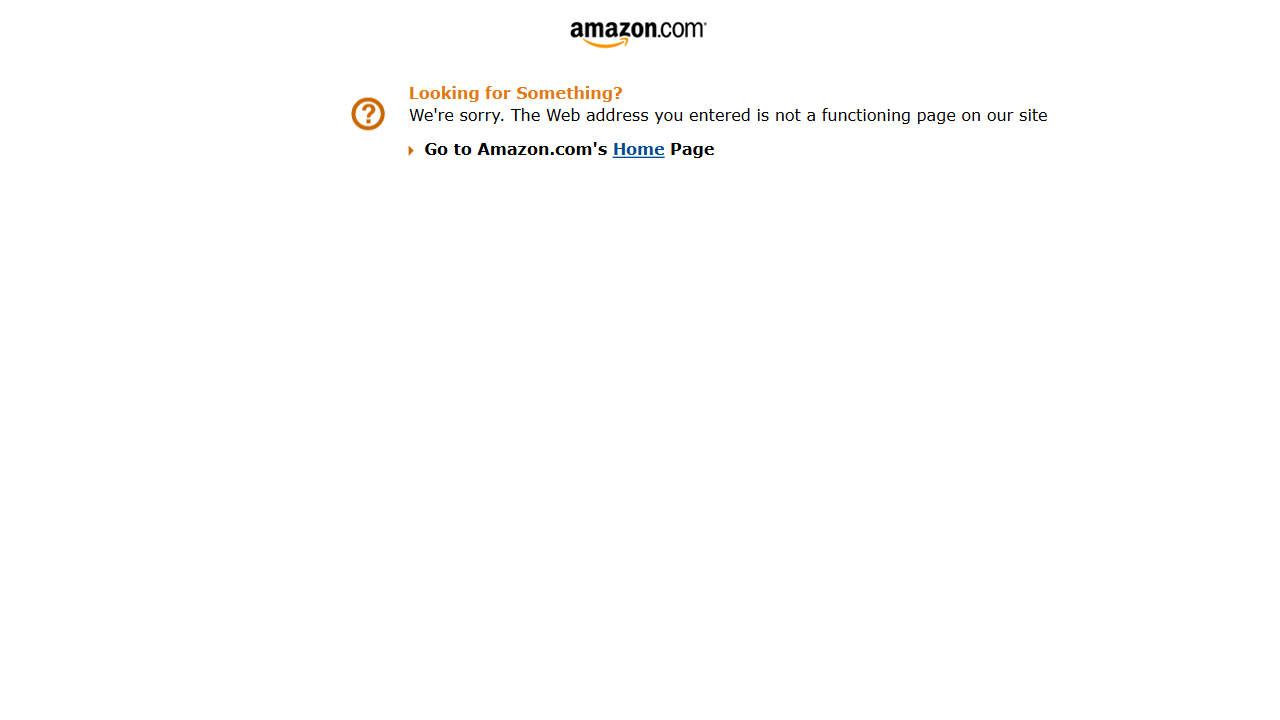 amazon.com
Looking for Something?
We're sorry. The Web address you entered is not a functioning page on our site
Go to Amazon.com's Home Page